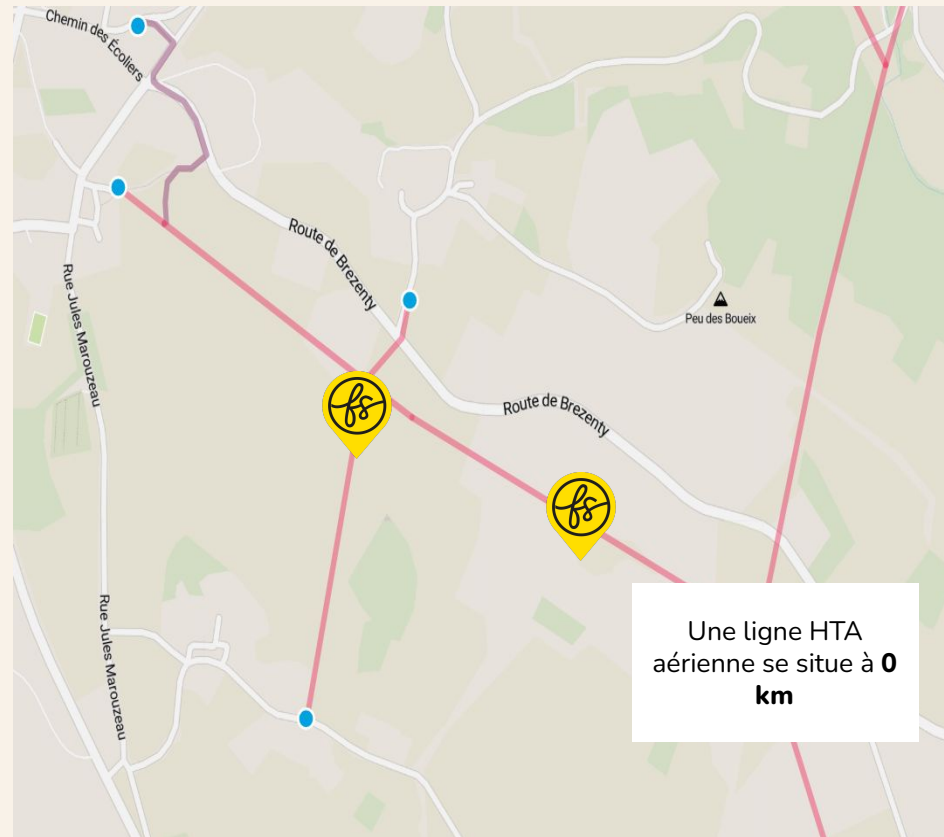 Chemin des Écoliers
Route de Brezenty
Rue Jules Marouzeau
Peu des Boueix
fs
Route de Brezenty
fs
Rue Jules Marouzeau
Une ligne HTA
aérienne se situe à 0
km